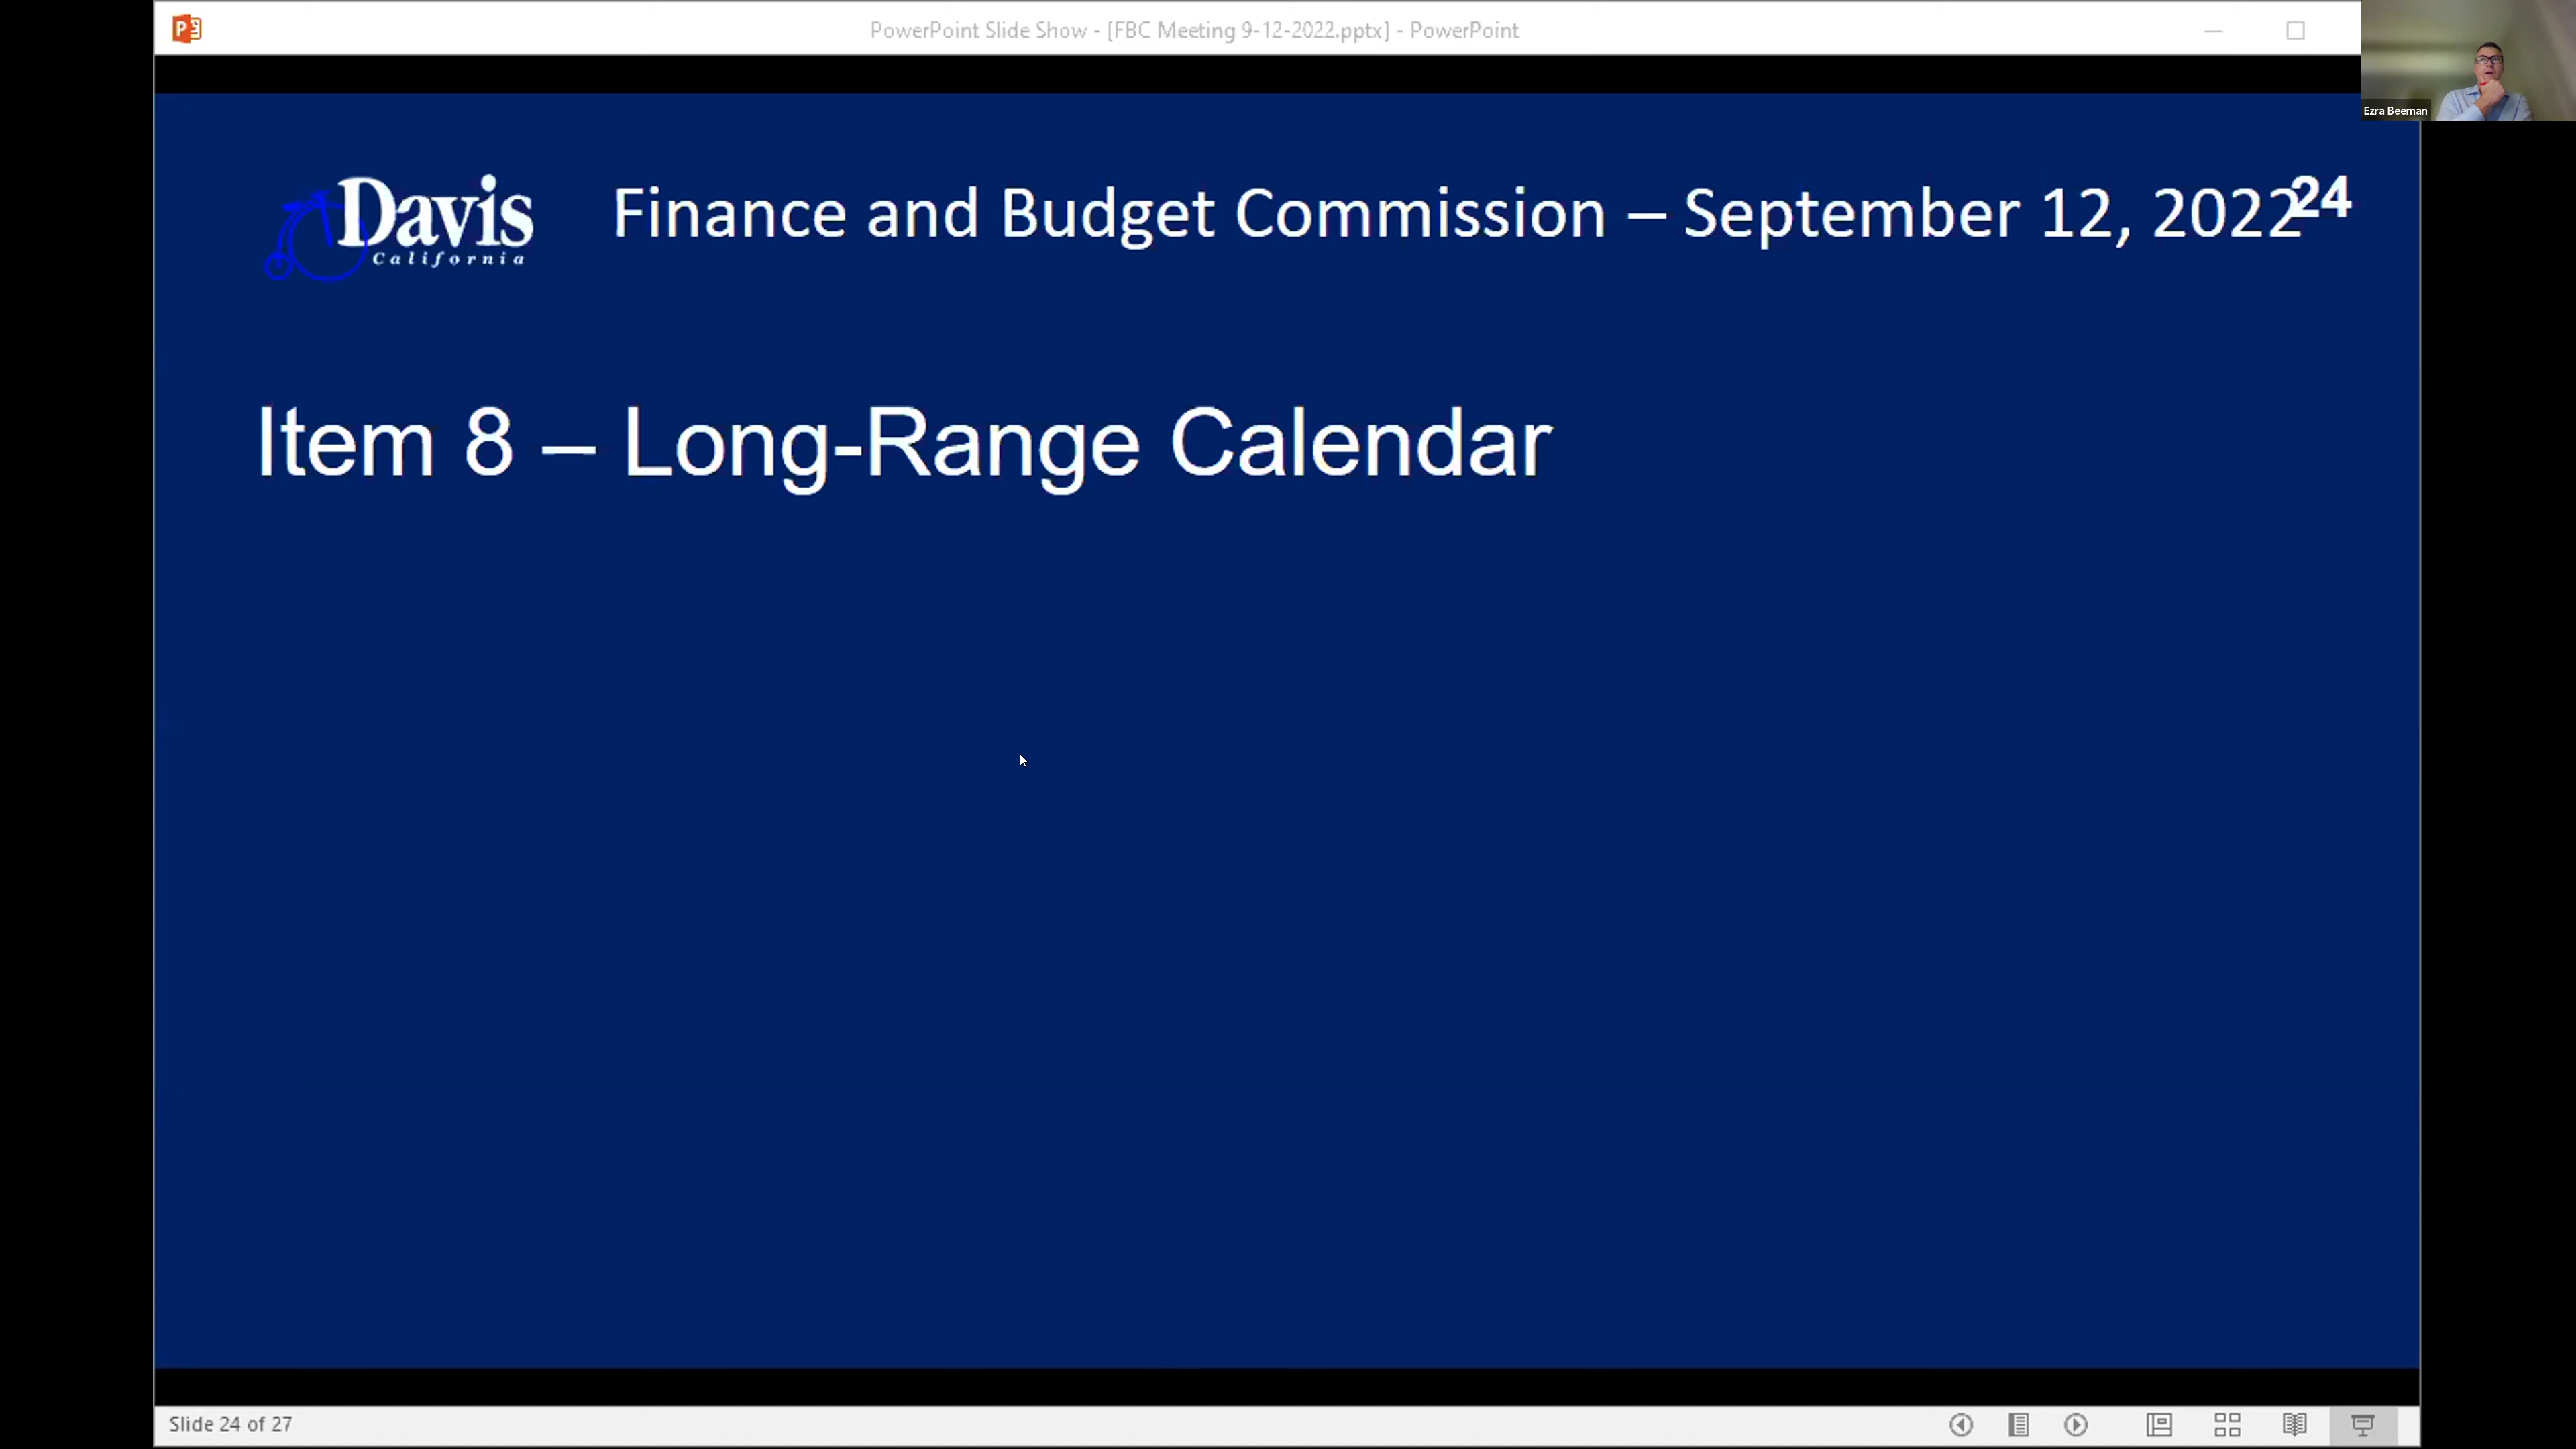 PowerPoint Slide Show - [FBC Meeting 9-12-2022.pptx] - PowerPoint
Ezra Beeman
Davis
California
Finance and Budget Commission – September 12, 2022
24
Item 8 – Long-Range Calendar
Slide 24 of 27